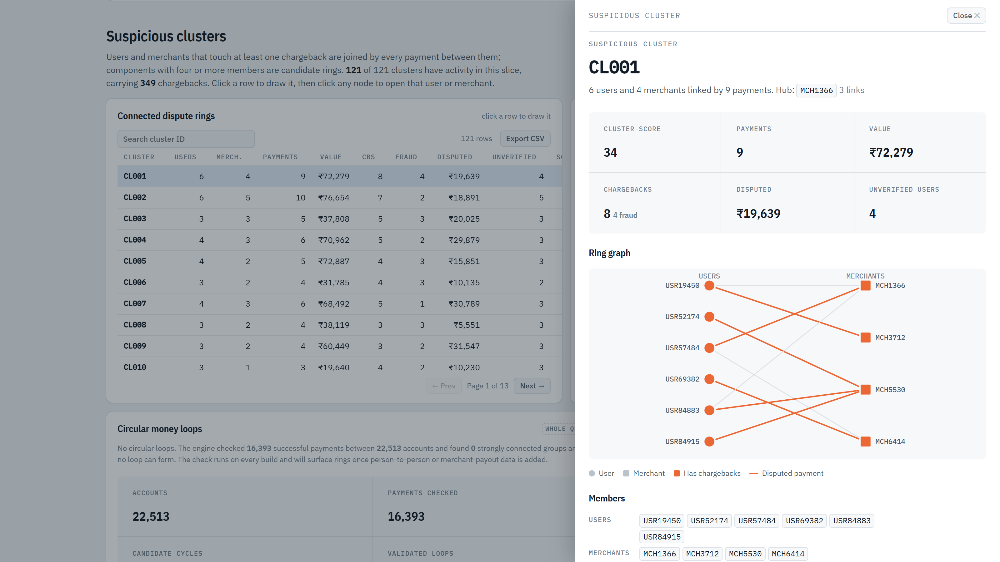 Suspicious clusters
Users and merchants that touch at least one chargeback are joined by every payment between them;
components with four or more members are candidate rings. 121 of 121 clusters have activity in this slice,
carrying 349 chargebacks. Click a row to draw it, then click any node to open that user or merchant.
Connected dispute rings
click a row to draw it
Search cluster ID
121 rows
Export CSV
CLUSTER USERS MERCH. PAYMENTS VALUE CBS FRAUD DISPUTED UNVERIFIED
CL001 6 4 9 ₹72,279 8 4 ₹19,639 4
CL002 6 5 10 ₹76,654 7 2 ₹18,891 5
CL003 3 3 5 ₹37,808 5 3 ₹20,025 3
CL004 4 3 6 ₹70,962 5 2 ₹29,879 3
CL005 4 2 5 ₹72,887 4 3 ₹15,851 3
CL006 3 2 4 ₹31,785 4 3 ₹10,135 2
CL007 4 3 6 ₹68,492 5 1 ₹30,789 3
CL008 3 2 4 ₹38,119 3 3 ₹5,551 3
CL009 3 2 4 ₹60,449 3 2 ₹31,547 3
CL010 3 1 3 ₹19,640 4 2 ₹10,230 3
← Prev
Page 1 of 13
Next →
Circular money loops
WHOLE
No circular loops. The engine checked 16,393 successful payments between 22,513 accounts and found 0 strongly connected groups
no loop can form. The check runs on every build and will surface rings once person-to-person or merchant-payout data is added.
ACCOUNTS
22,513
PAYMENTS CHECKED
16,393
CANDIDATE CYCLES
VALIDATED LOOPS
SUSPICIOUS CLUSTER
Close ×
SUSPICIOUS CLUSTER
CL001
6 users and 4 merchants linked by 9 payments. Hub: MCH1366 3 links
CLUSTER SCORE
34
PAYMENTS
9
VALUE
₹72,279
CHARGEBACKS
8 4 fraud
DISPUTED
₹19,639
UNVERIFIED USERS
4
Ring graph
USERS
MERCHANTS
USR19450
MCH1366
USR52174
MCH3712
USR57484
USR69382
MCH5530
USR84883
USR84915
MCH6414
User
Merchant
Has chargebacks
Disputed payment
Members
USERS
USR19450 USR52174 USR57484 USR69382 USR84883
USR84915
MERCHANTS
MCH1366 MCH3712 MCH5530 MCH6414